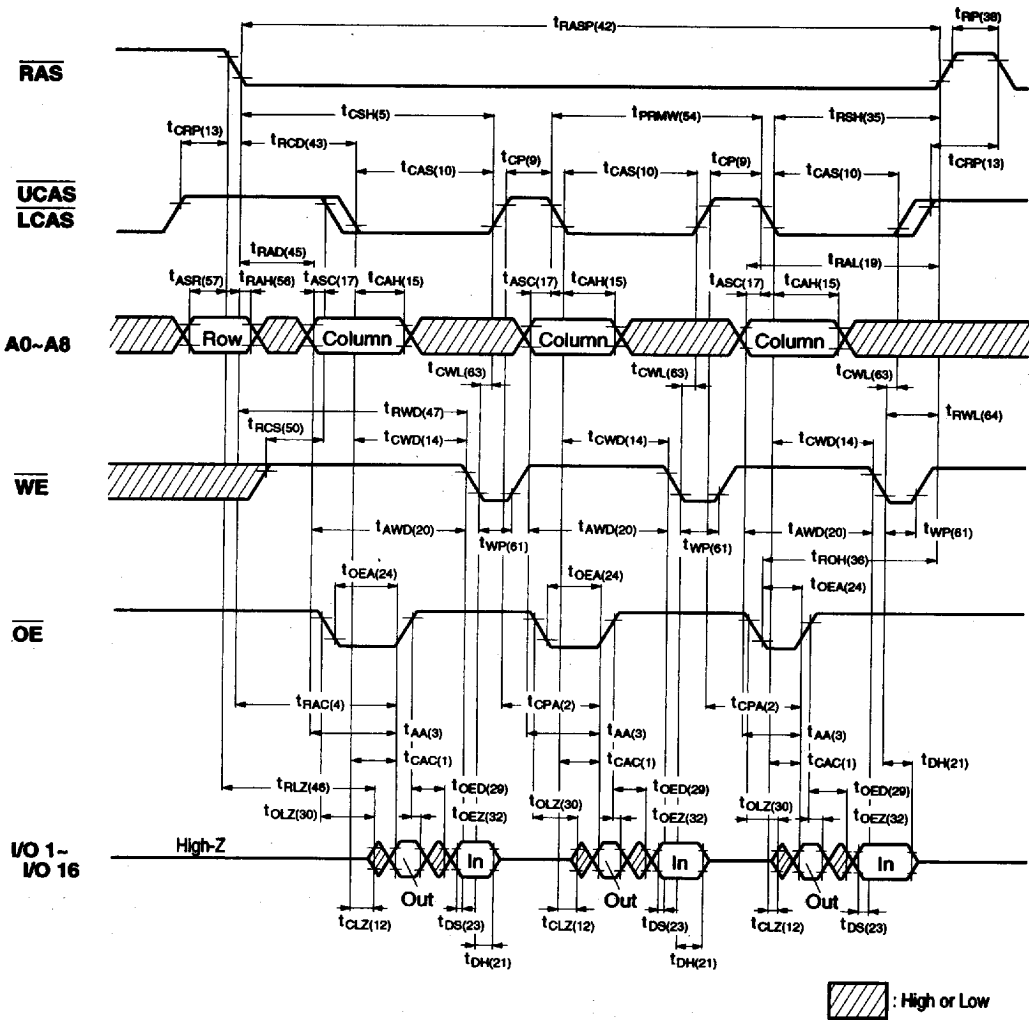 tRASP(42)
tRP(38)
RAS
tCSH(5)
tPRMW(54)
tRSH(35)
tCRP(13)
tRCD(43)
tCAS(10)
tCP(9)
tCAS(10)
tCP(9)
tCAS(10)
tCRP(13)
UCAS
LCAS
tRAD(45)
tRAL(19)
tASR(57)
tRAH(56)
tASC(17)
tCAH(15)
tASC(17)
tCAH(15)
tASC(17)
tCAH(15)
A0~A8
Row
Column
Column
Column
tCWL(63)
tCWL(63)
tCWL(63)
tRWD(47)
tRWL(64)
tRCS(50)
tCWD(14)
tCWD(14)
tCWD(14)
WE
tAWD(20)
tWP(61)
tAWD(20)
tWP(61)
tAWD(20)
tWP(61)
tROH(36)
tOEA(24)
tOEA(24)
tOEA(24)
OE
tRAC(4)
tCPA(2)
tCPA(2)
tAA(3)
tAA(3)
tAA(3)
tCAC(1)
tCAC(1)
tCAC(1)
tDH(21)
tRLZ(46)
tOED(29)
tOED(29)
tOED(29)
tOLZ(30)
tOEZ(32)
tOLZ(30)
tOEZ(32)
tOLZ(30)
tOEZ(32)
I/O 1~
I/O 16
High-Z
In
In
In
Out
Out
Out
tCLZ(12)
tDS(23)
tCLZ(12)
tDS(23)
tCLZ(12)
tDS(23)
tDH(21)
tDH(21)
: High or Low